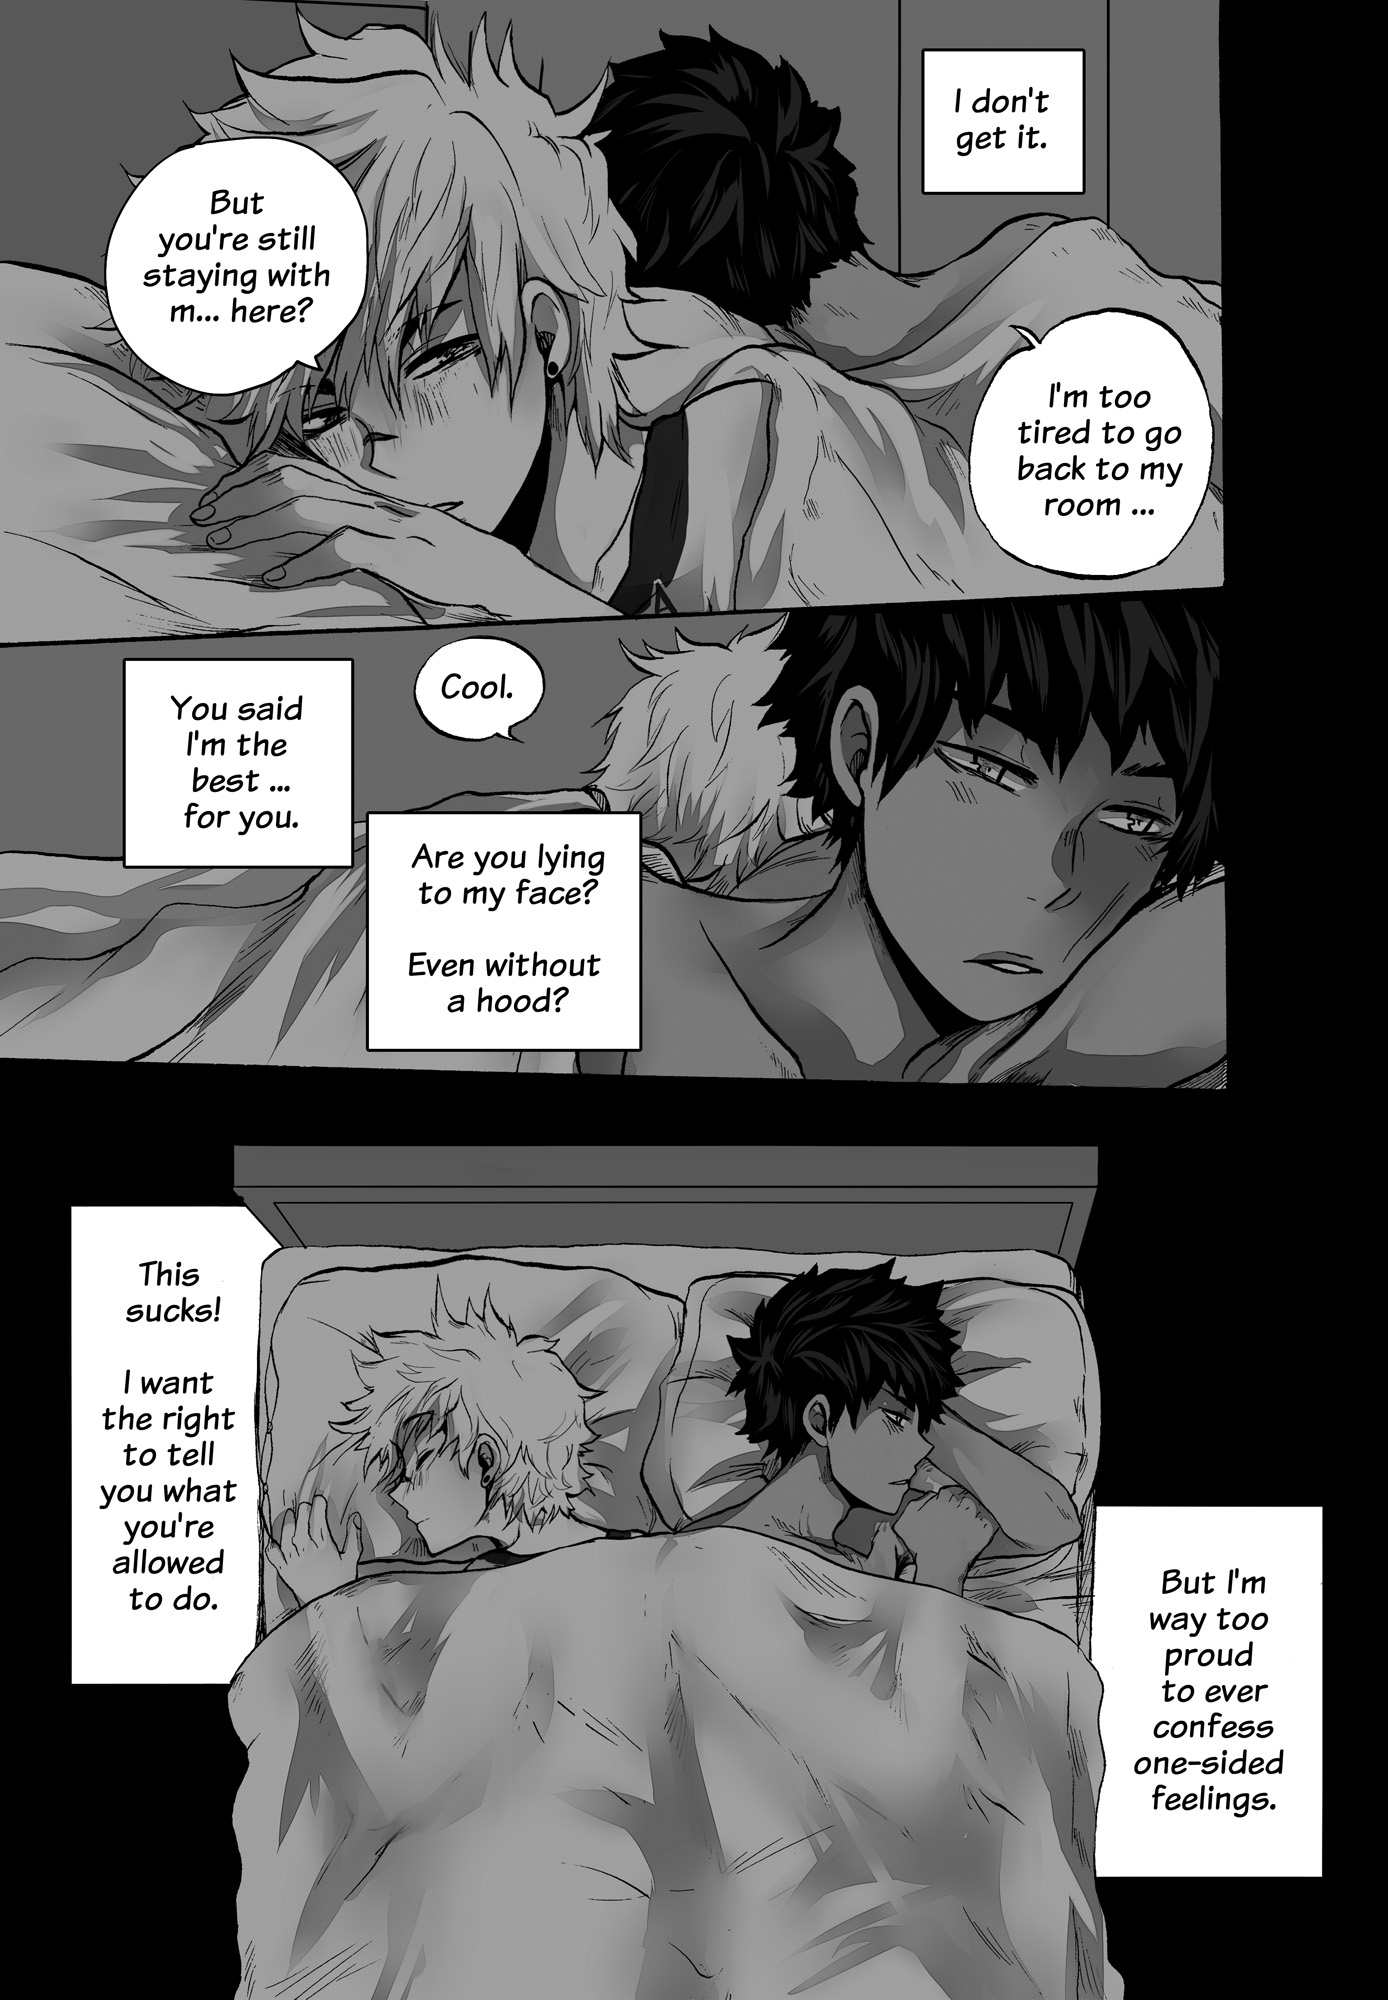 I don't
get it.
But
you're still
staying with
m... here?
I'm too
tired to go
back to my
room ...
Cool.
You said
I'm the
best ...
for you.
Are you lying
to my face?
Even without
a hood?
This
sucks!
I want
the right
to tell
you what
you're
allowed
to do.
But I'm
way too
proud
to ever
confess
one-sided
feelings.